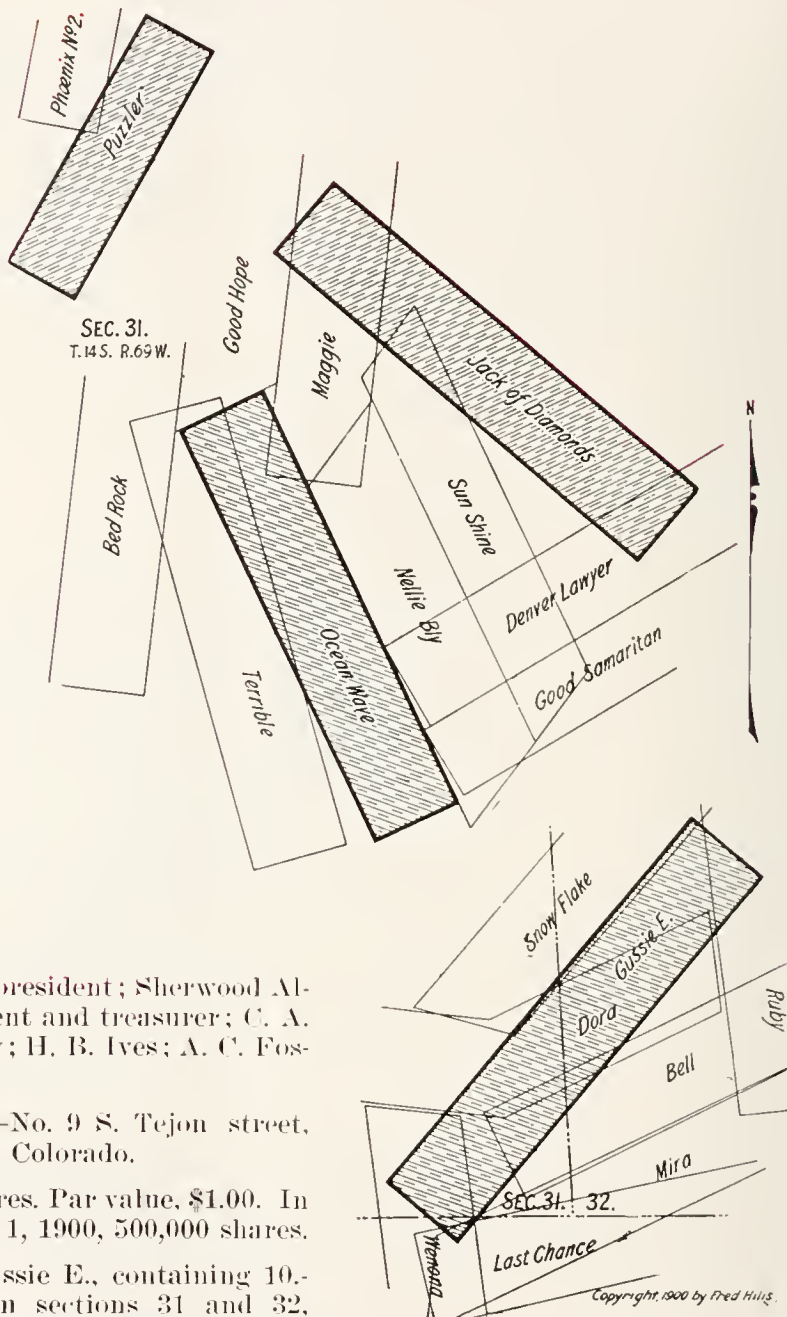 Phœnix Nº2.
Puzzler.
SEC. 31.
T. 14 S. R. 69 W.
Good Hope
Maggie
Jack of Diamonds
N
Bed Rock
Sun Shine
Nellie Bly
Denver Lawyer
Ocean Wave
Terrible
Good Samaritan
Snow Flake
Gussie E.
Dora
Ruby
Bell
Mira
SEC. 31. 32.
Wenona
Last Chance
president; Sherwood Al-
ent and treasurer; C. A.
; H. B. Ives; A. C. Fos-
-No. 9 S. Tejon street,
Colorado.
res. Par value, $1.00. In
1, 1900, 500,000 shares.
ssie E., containing 10.-
n sections 31 and 32,
Copyright, 1900 by Fred Hills.